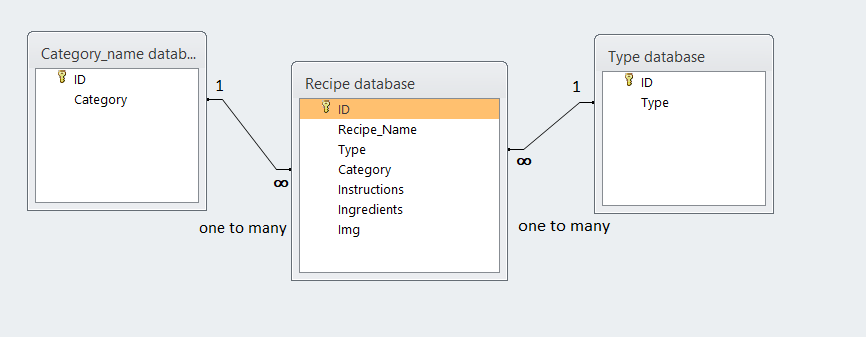 Category_name datab...
ID
Category
1
∞
one to many
Recipe database
ID
Recipe_Name
Type
Category
Instructions
Ingredients
Img
1
∞
one to many
Type database
ID
Type